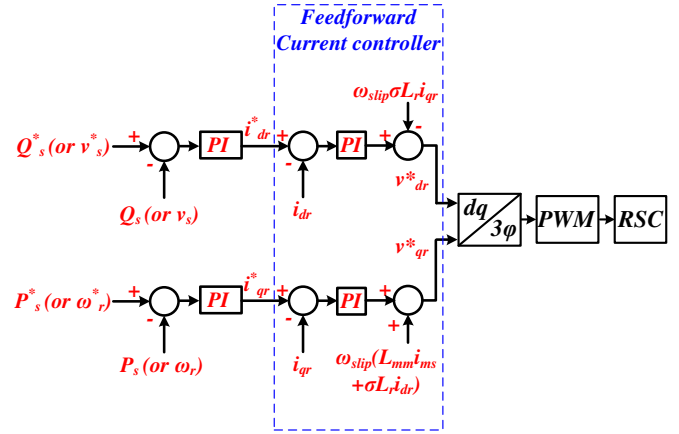 Feedforward
Current controller
ω_slip σL_r i_qr
Q*_s (or v*_s)
+
-
PI
i*_dr
+
-
PI
+
-
Q_s (or v_s)
i_dr
v*_dr
dq
3φ
PWM
RSC
v*_qr
P*_s (or ω*_r)
+
-
PI
i*_qr
+
-
PI
+
+
P_s (or ω_r)
i_qr
ω_slip(L_mm i_ms
+σL_r i_dr)